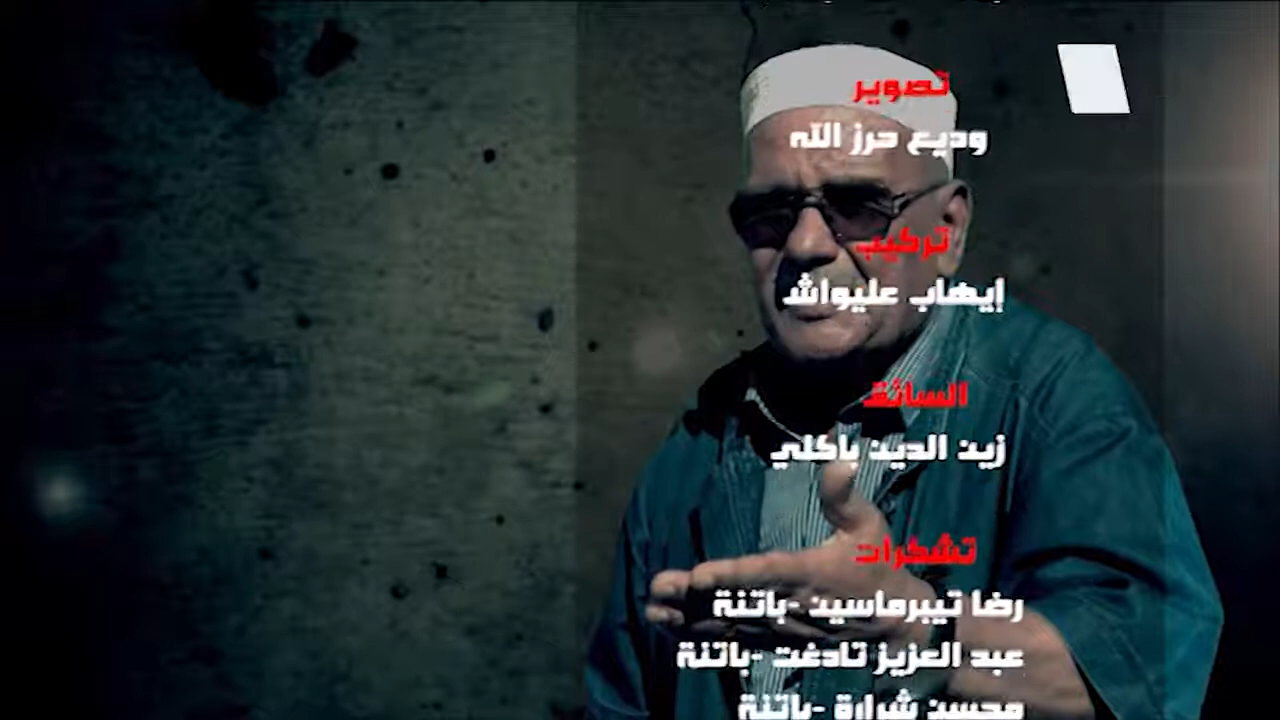 تصوير
وديع حرز الله
تركيب
إيهاب عليواش
السائق
زين الدين باكلي
تشكرات
رضا تيبرماسين -باتنة
عبد العزيز تادغت -باتنة
محسن شرارة -باتنة